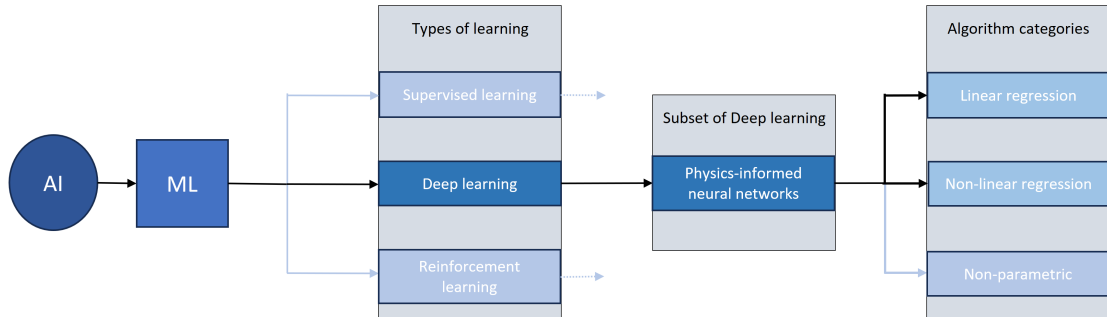 Types of learning
Algorithm categories
Supervised learning
Linear regression
Subset of Deep learning
AI
ML
Deep learning
Physics-informed
neural networks
Non-linear regression
Reinforcement
learning
Non-parametric